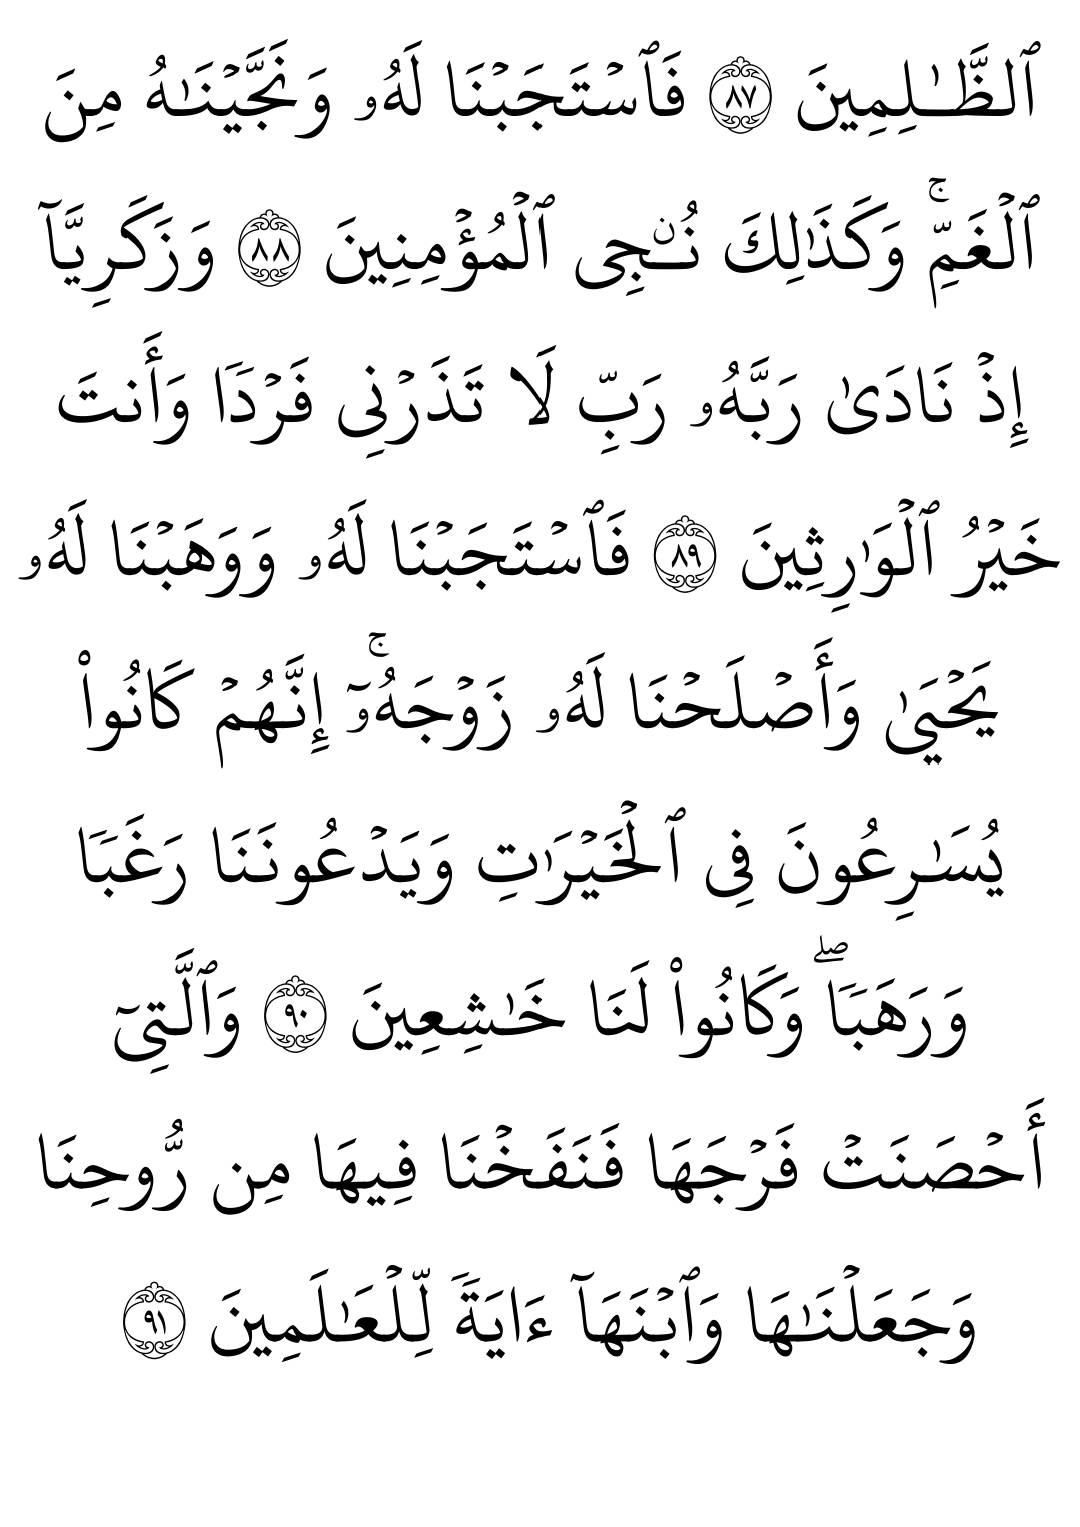 ٱلظَّـٰلِمِينَ ٨٧ فَٱسۡتَجَبۡنَا لَهُۥ وَنَجَّيۡنَـٰهُ مِنَ
ٱلۡغَمِّۚ وَكَذَٰلِكَ نُـۨجِى ٱلۡمُؤۡمِنِينَ ٨٨ وَزَكَرِيَّآ
إِذۡ نَادَىٰ رَبَّهُۥ رَبِّ لَا تَذَرۡنِى فَرۡدࣰا وَأَنتَ
خَيۡرُ ٱلۡوَٰرِثِينَ ٨٩ فَٱسۡتَجَبۡنَا لَهُۥ وَوَهَبۡنَا لَهُۥ
يَحۡيَىٰ وَأَصۡلَحۡنَا لَهُۥ زَوۡجَهُۥۤۚ إِنَّهُمۡ كَانُوا۟
يُسَـٰرِعُونَ فِى ٱلۡخَيۡرَٰتِ وَيَدۡعُونَنَا رَغَبࣰا
وَرَهَبࣰاۖ وَكَانُوا۟ لَنَا خَـٰشِعِينَ ٩٠ وَٱلَّتِىۤ
أَحۡصَنَتۡ فَرۡجَهَا فَنَفَخۡنَا فِيهَا مِن رُّوحِنَا
وَجَعَلۡنَـٰهَا وَٱبۡنَهَآ ءَايَةࣰ لِّلۡعَـٰلَمِينَ ٩١